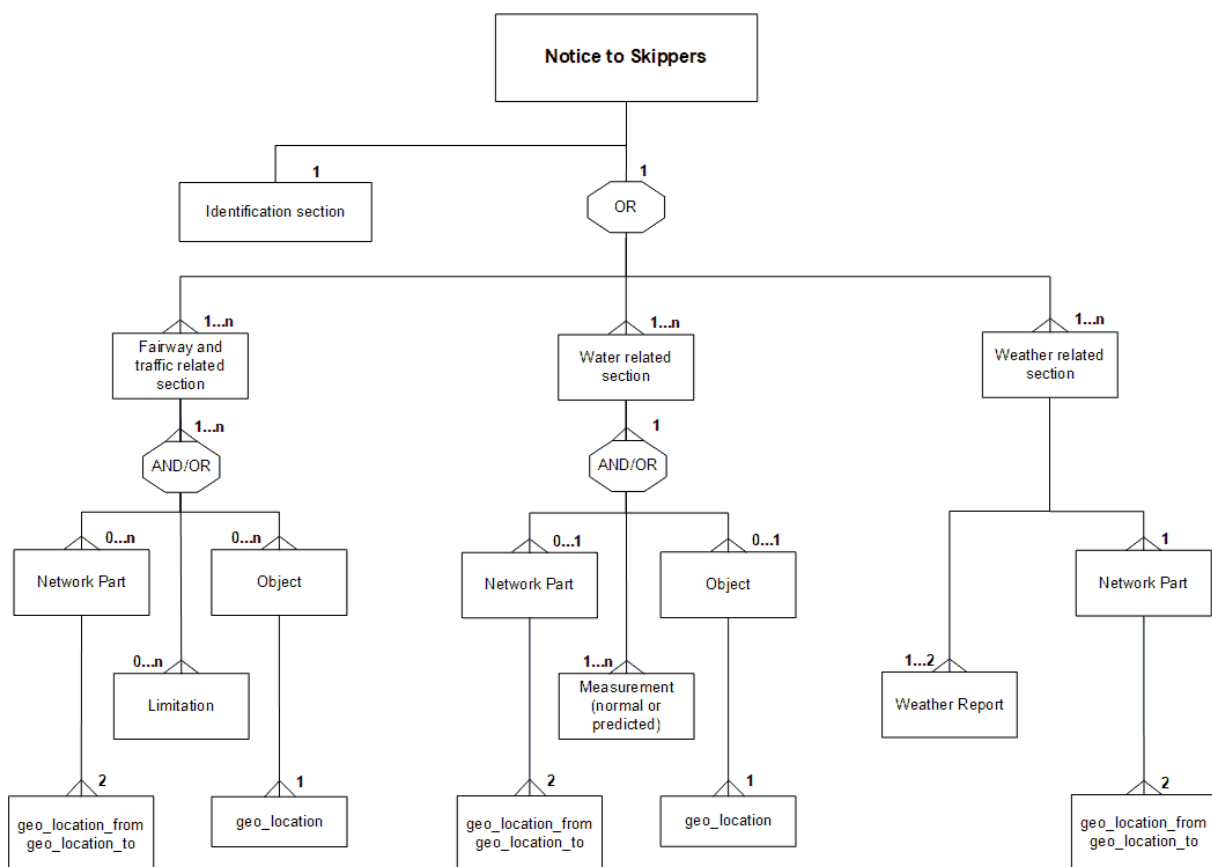 Notice to Skippers
1
1
Identification section
OR
1...n
1...n
1...n
Fairway and
traffic related
section
Water related
section
Weather related
section
1...n
1
AND/OR
AND/OR
0...n
0...n
0...1
0...1
1
Network Part
Object
Network Part
Object
Network Part
0...n
1...n
1...2
Limitation
Measurement
(normal or
predicted)
Weather Report
2
1
2
1
2
geo_location_from
geo_location_to
geo_location
geo_location_from
geo_location_to
geo_location
geo_location_from
geo_location_to